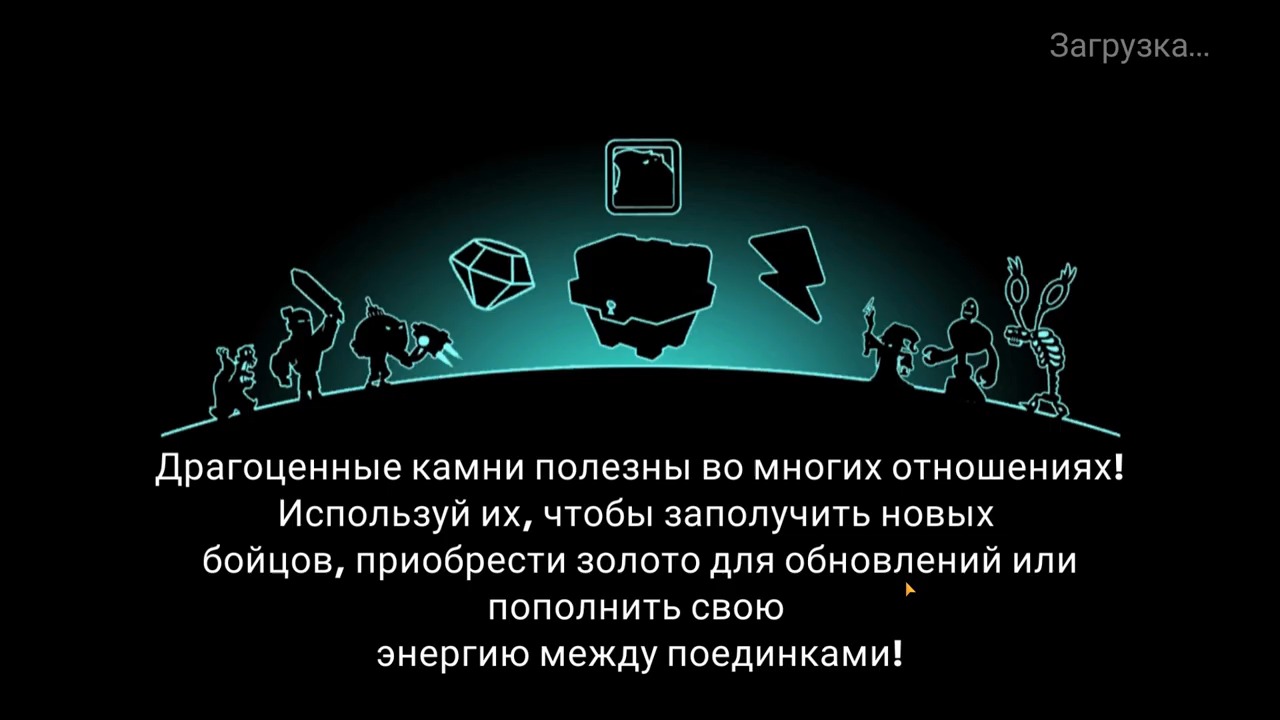 Загрузка...
Драгоценные камни полезны во многих отношениях!
Используй их, чтобы заполучить новых
бойцов, приобрести золото для обновлений или
пополнить свою
энергию между поединками!